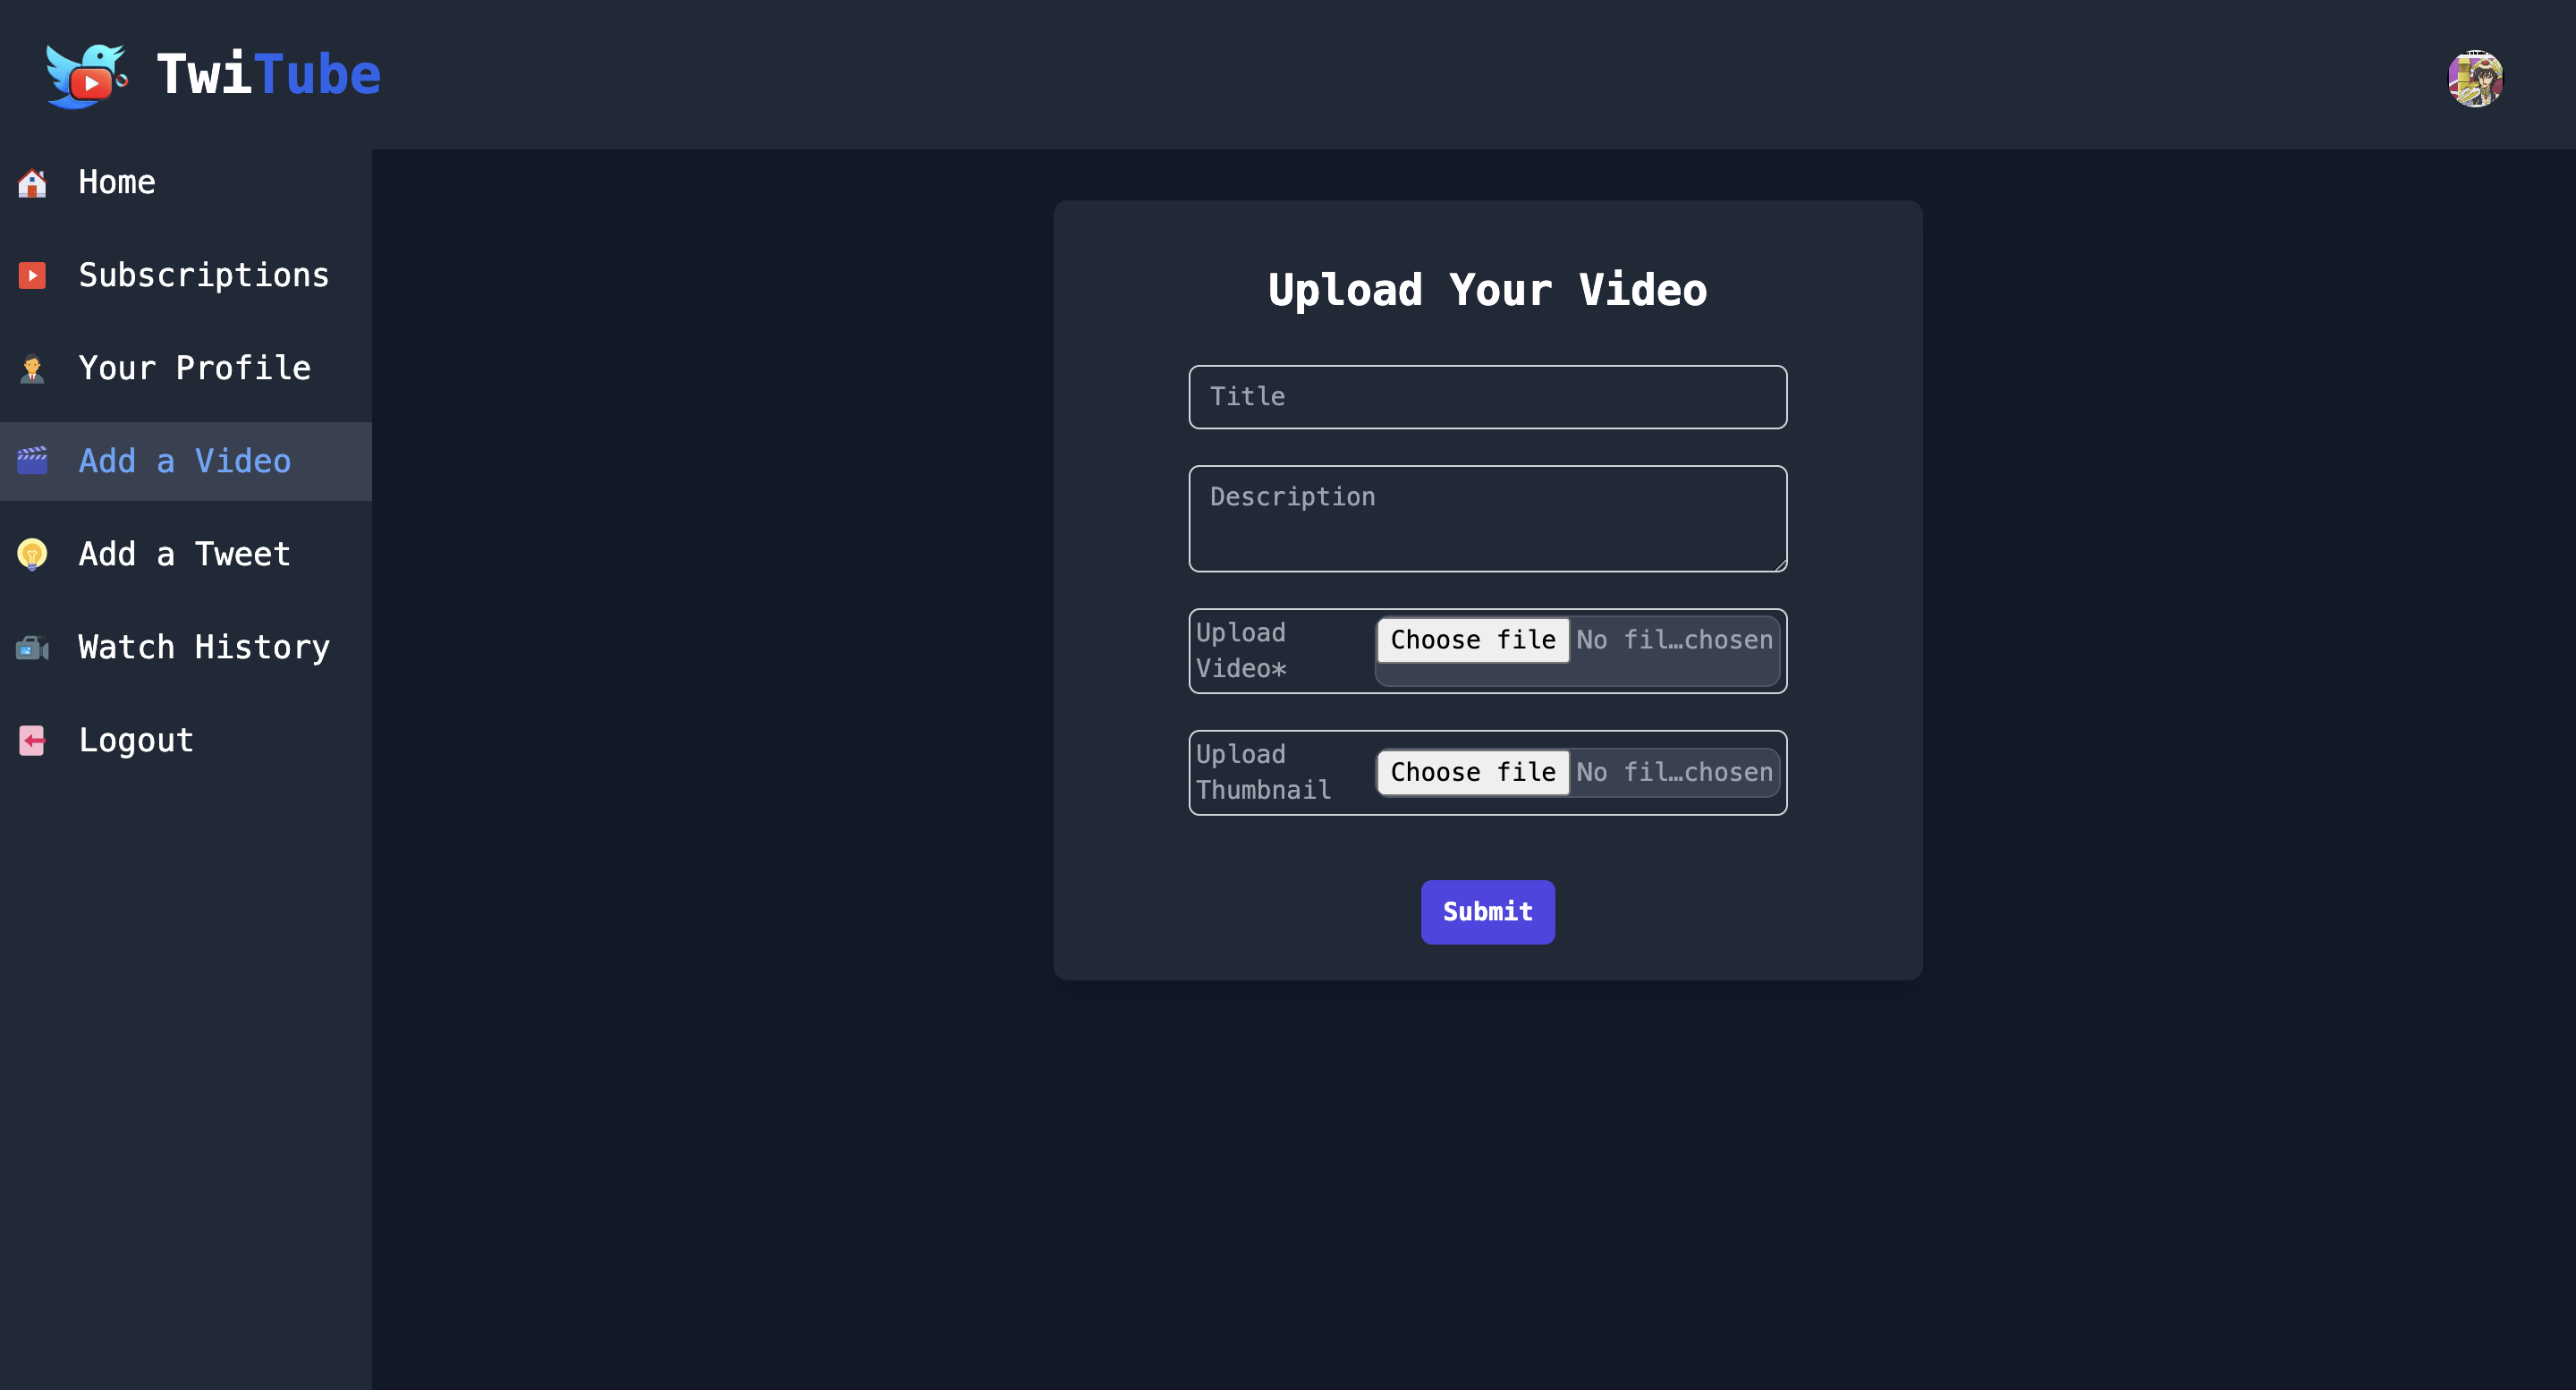 TwiTube
Home
Subscriptions
Your Profile
Add a Video
Add a Tweet
Watch History
Logout
Upload Your Video
Title
Description
Upload
Video*
Choose file No fil…chosen
Upload
Thumbnail
Choose file No fil…chosen
Submit